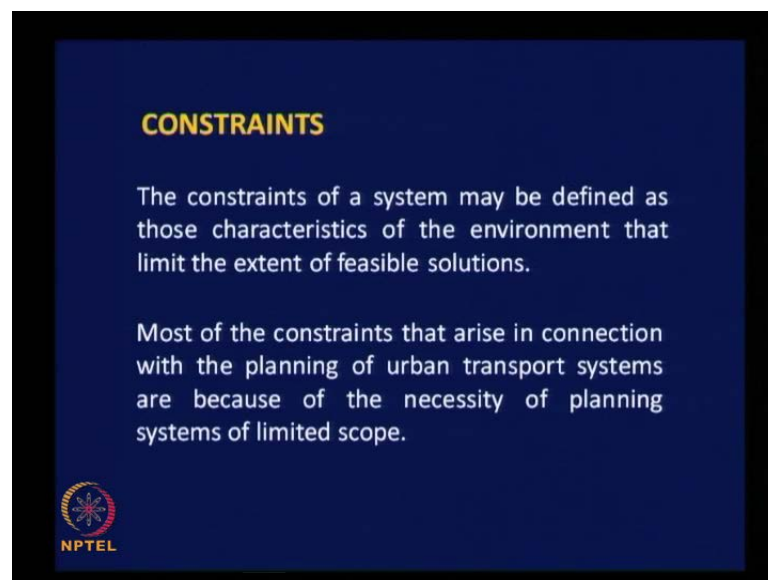 CONSTRAINTS
The constraints of a system may be defined as
those characteristics of the environment that
limit the extent of feasible solutions.
Most of the constraints that arise in connection
with the planning of urban transport systems
are because of the necessity of planning
systems of limited scope.
NPTEL